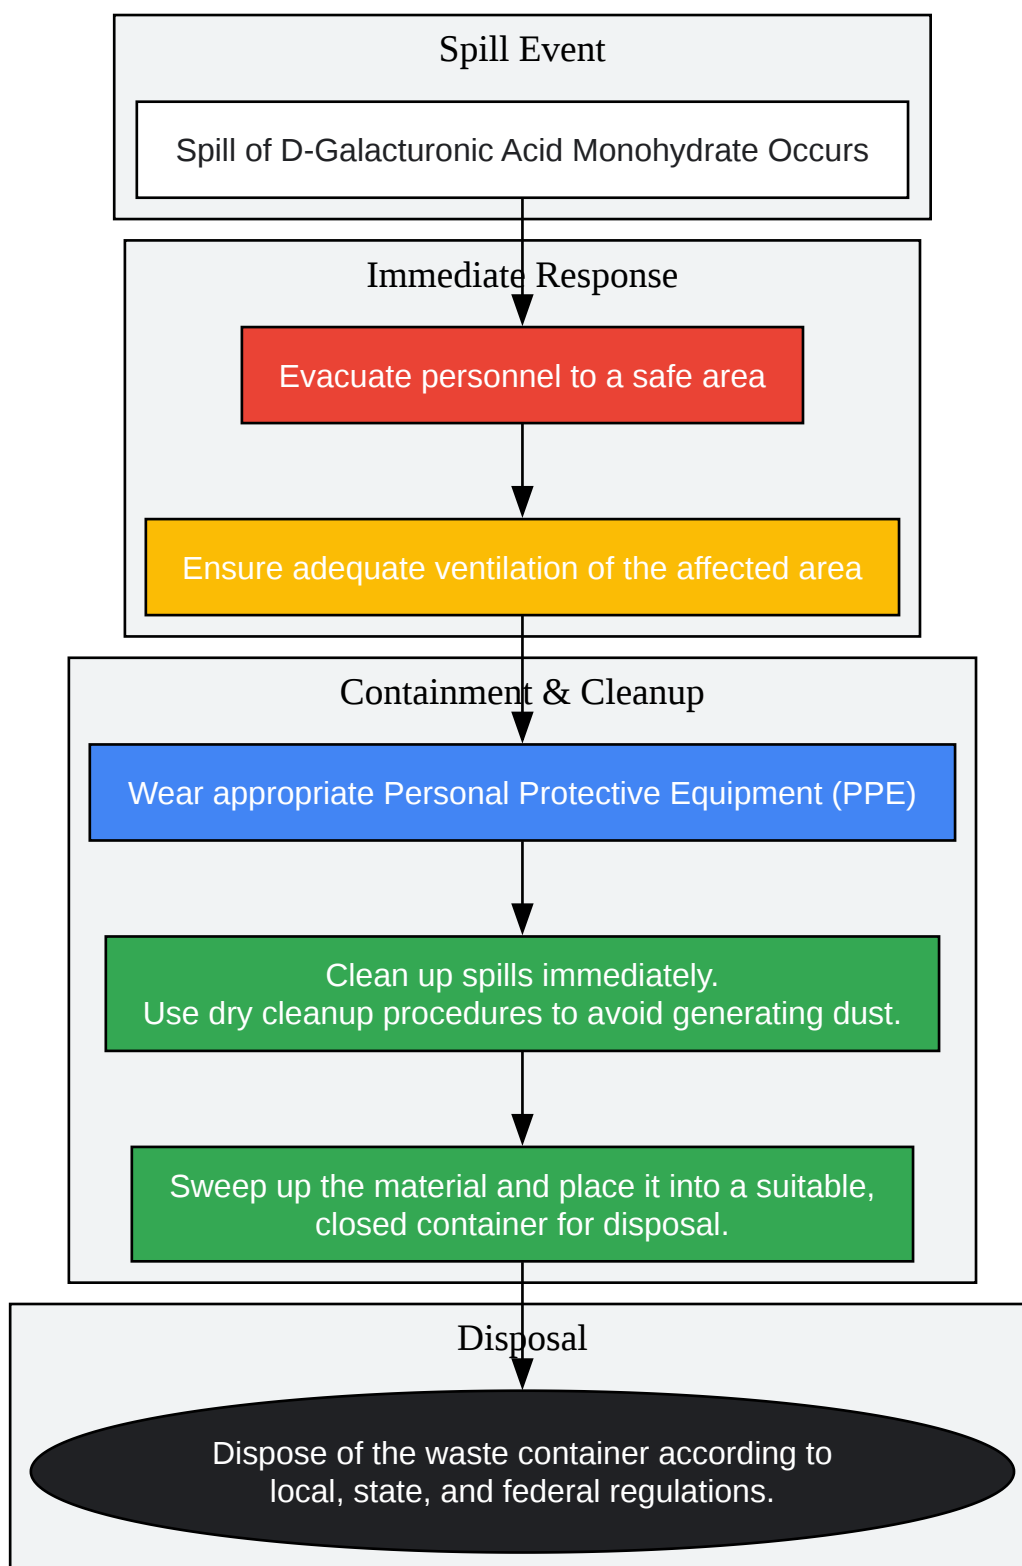 Spill Event
Spill of D-Galacturonic Acid Monohydrate Occurs
Immediate Response
Evacuate personnel to a safe area
Ensure adequate ventilation of the affected area
Containment & Cleanup
Wear appropriate Personal Protective Equipment (PPE)
Clean up spills immediately.
Use dry cleanup procedures to avoid generating dust.
Sweep up the material and place it into a suitable,
closed container for disposal.
Disposal
Dispose of the waste container according to
local, state, and federal regulations.